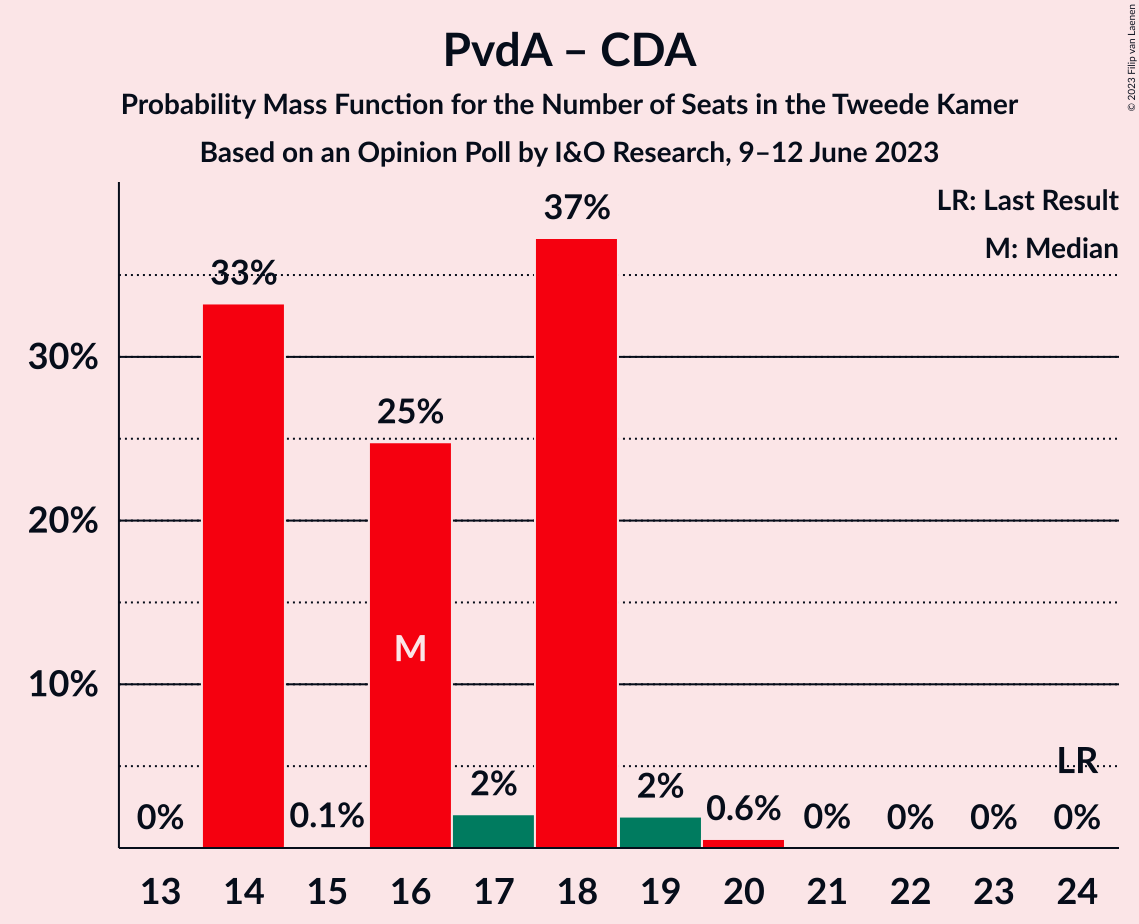 PvdA – CDA
Probability Mass Function for the Number of Seats in the Tweede Kamer
Based on an Opinion Poll by I&O Research, 9–12 June 2023
© 2023 Filip van Laenen
LR: Last Result
M: Median
37%
33%
30%
25%
20%
M
10%
LR
0%
0.1%
2%
2%
0.6%
0%
0%
0%
0%
13 14 15 16 17 18 19 20 21 22 23 24